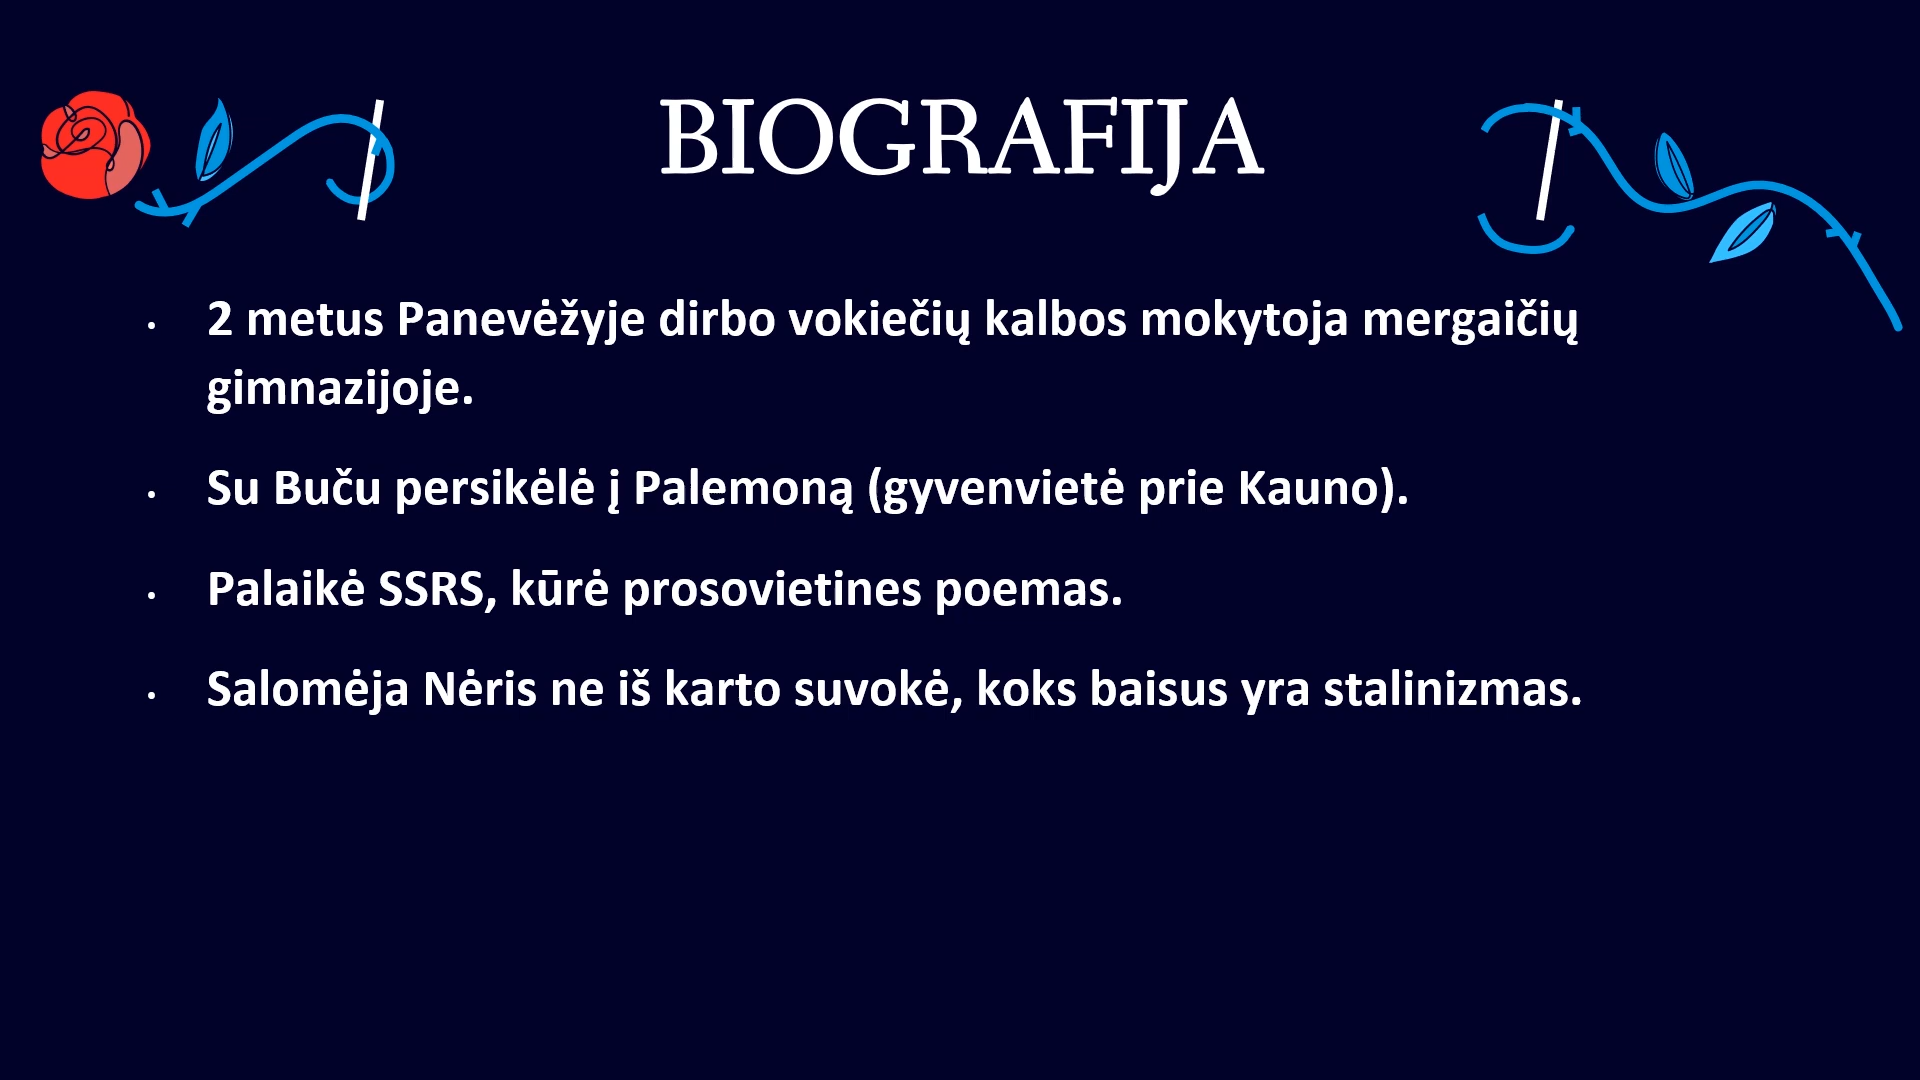 BIOGRAFIJA
• 2 metus Panevėžyje dirbo vokiečių kalbos mokytoja mergaičių
gimnazijoje.
• Su Buču persikėlė į Palemoną (gyvenvietė prie Kauno).
• Palaikė SSRS, kūrė prosovietines poemas.
• Salomėja Nėris ne iš karto suvokė, koks baisus yra stalinizmas.